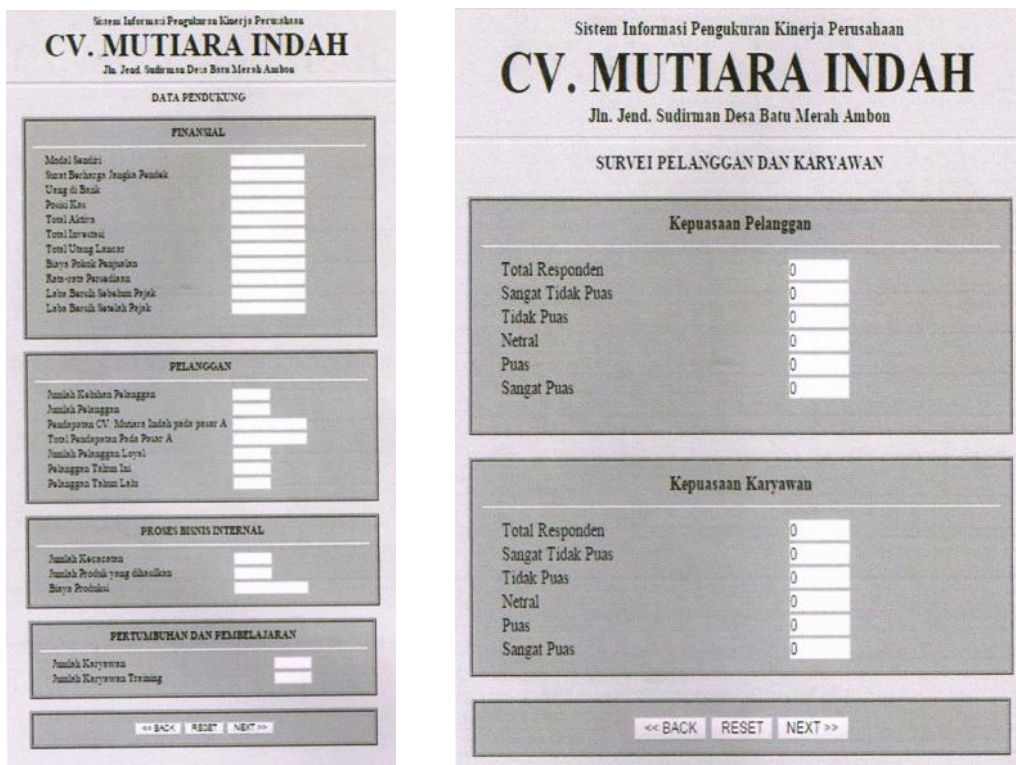 Sistem Informasi Pengukuran Kinerja Perusahaan
CV. MUTIARA INDAH
Jln. Jend. Sudirman Desa Batu Merah Ambon
DATA PENDUKUNG
FINANSIAL
Modal Sendiri
Surat Berharga Jangka Pendek
Uang di Bank
Posisi Kas
Total Aktiva
Total Investasi
Total Utang Lancar
Biaya Pokok Penjualan
Rata-rata Persediaan
Laba Bersih Sebelum Pajak
Laba Bersih Setelah Pajak
PELANGGAN
Jumlah Keluhan Pelanggan
Jumlah Pelanggan
Pendapatan CV. Mutiara Indah pada pasar A
Total Pendapatan Pada Pasar A
Jumlah Pelanggan Loyal
Pelanggan Tahun Ini
Pelanggan Tahun Lalu
PROSES BISNIS INTERNAL
Jumlah Kecacatan
Jumlah Produk yang dihasilkan
Biaya Produksi
PERTUMBUHAN DAN PEMBELAJARAN
Jumlah Karyawan
Jumlah Karyawan Training
<< BACK RESET NEXT >>
Sistem Informasi Pengukuran Kinerja Perusahaan
CV. MUTIARA INDAH
Jln. Jend. Sudirman Desa Batu Merah Ambon
SURVEI PELANGGAN DAN KARYAWAN
Kepuasaan Pelanggan
Total Responden 0
Sangat Tidak Puas 0
Tidak Puas 0
Netral 0
Puas 0
Sangat Puas 0
Kepuasaan Karyawan
Total Responden 0
Sangat Tidak Puas 0
Tidak Puas 0
Netral 0
Puas 0
Sangat Puas 0
<< BACK RESET NEXT >>